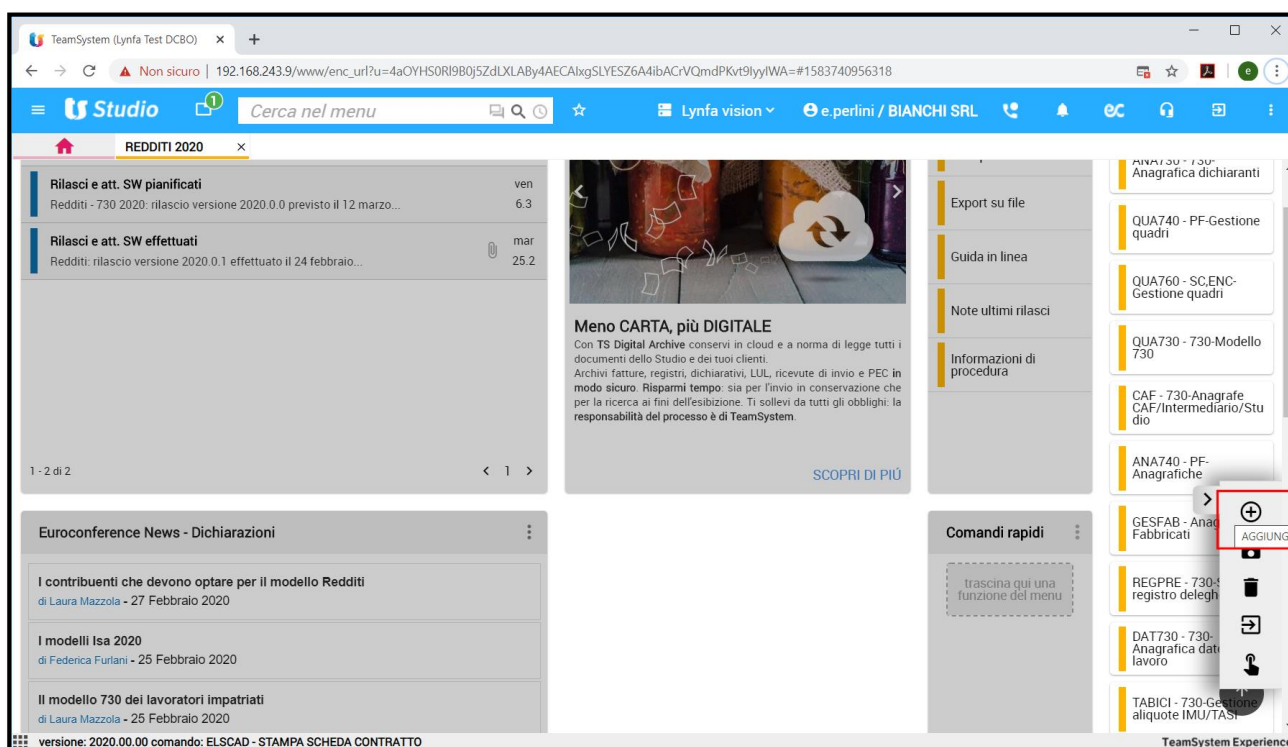 TeamSystem (Lynfa Test DCBO)
Non sicuro | 192.168.243.9/www/enc_url?u=4aOYHS0Rl9B0j5ZdLXIABy4AECAlxgSLYESZ6A4ibACrVQmdPKvt9IyyIWA=#1583740956318
e
Studio
1
Cerca nel menu
Lynfa vision
e.perlini / BIANCHI SRL
ec
REDDITI 2020
Rilasci e att. SW pianificati
ven
Redditi - 730 2020: rilascio versione 2020.0.0 previsto il 12 marzo...
6.3
Rilasci e att. SW effettuati
mar
Redditi: rilascio versione 2020.0.1 effettuato il 24 febbraio...
25.2
1 - 2 di 2
1
Meno CARTA, più DIGITALE
Con TS Digital Archive conservi in cloud e a norma di legge tutti i
documenti dello Studio e dei tuoi clienti.
Archivi fatture, registri, dichiarativi, LUL, ricevute di invio e PEC in
modo sicuro. Risparmi tempo: sia per l'invio in conservazione che
per la ricerca ai fini dell'esibizione. Ti sollevi da tutti gli obblighi: la
responsabilità del processo è di TeamSystem.
SCOPRI DI PIÚ
Export su file
Guida in linea
Note ultimi rilasci
Informazioni di
procedura
ANA730 - 730-
Anagrafica dichiaranti
QUA740 - PF-Gestione
quadri
QUA760 - SC,ENC-
Gestione quadri
QUA730 - 730-Modello
730
CAF - 730-Anagrafe
CAF/Intermediario/Stu
dio
ANA740 - PF-
Anagrafiche
GESFAB - Anag
Fabbricati
AGGIUNG
REGPRE - 730-S
registro delegh
DAT730 - 730-
Anagrafica dat
lavoro
TABICI - 730-Gestione
aliquote IMU/TASI
Euroconference News - Dichiarazioni
I contribuenti che devono optare per il modello Redditi
di Laura Mazzola - 27 Febbraio 2020
I modelli Isa 2020
di Federica Furlani - 25 Febbraio 2020
Il modello 730 dei lavoratori impatriati
di Laura Mazzola - 25 Febbraio 2020
Comandi rapidi
trascina qui una
funzione del menu
versione: 2020.00.00 comando: ELSCAD - STAMPA SCHEDA CONTRATTO
TeamSystem Experience